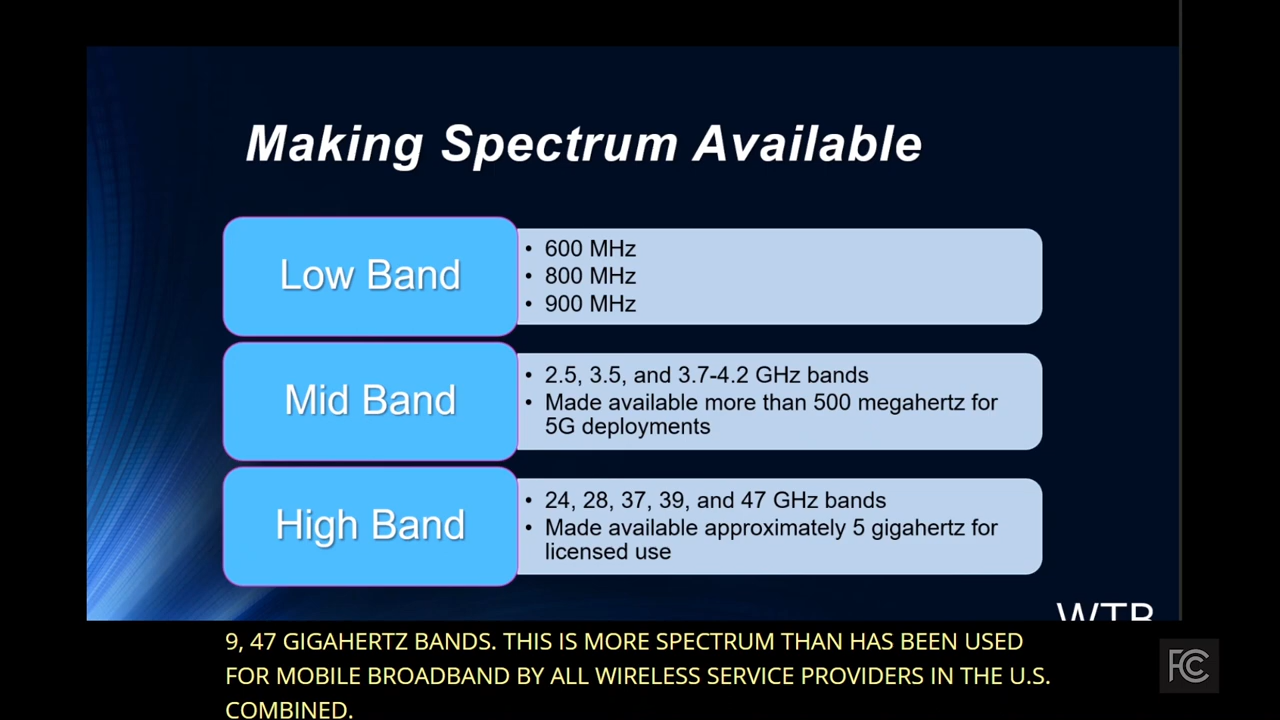 Making Spectrum Available
Low Band
• 600 MHz
• 800 MHz
• 900 MHz
Mid Band
• 2.5, 3.5, and 3.7-4.2 GHz bands
• Made available more than 500 megahertz for
5G deployments
High Band
• 24, 28, 37, 39, and 47 GHz bands
• Made available approximately 5 gigahertz for
licensed use
WTB
9, 47 GIGAHERTZ BANDS. THIS IS MORE SPECTRUM THAN HAS BEEN USED
FOR MOBILE BROADBAND BY ALL WIRELESS SERVICE PROVIDERS IN THE U.S.
COMBINED.
FCC